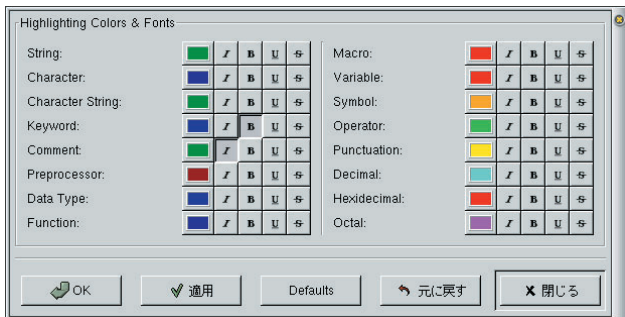 Highlighting Colors & Fonts
String: I B U S Macro: I B U S
Character: I B U S Variable: I B U S
Character String: I B U S Symbol: I B U S
Keyword: I B U S Operator: I B U S
Comment: I B U S Punctuation: I B U S
Preprocessor: I B U S Decimal: I B U S
Data Type: I B U S Hexidecimal: I B U S
Function: I B U S Octal: I B U S
OK 適用 Defaults 元に戻す 閉じる